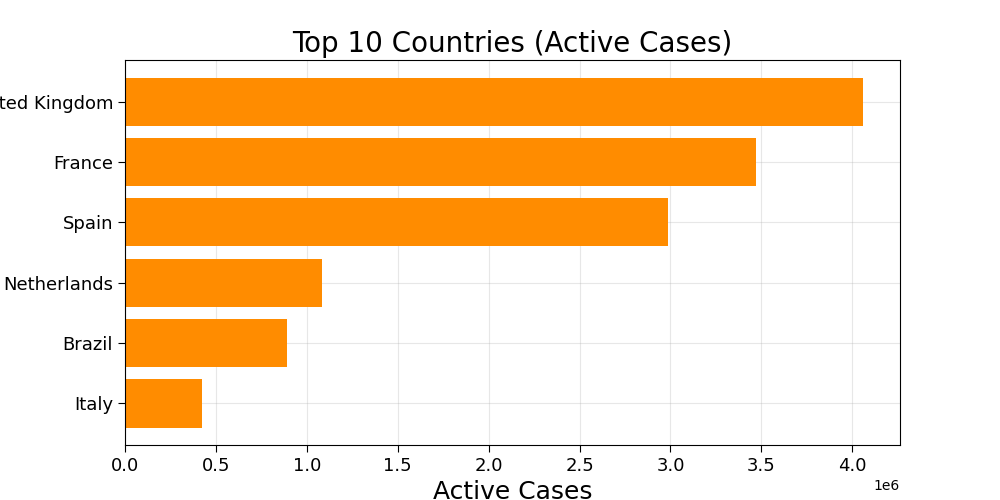 Top 10 Countries (Active Cases)
ted Kingdom
France
Spain
Netherlands
Brazil
Italy
0.0 0.5 1.0 1.5 2.0 2.5 3.0 3.5 4.0
1e6
Active Cases